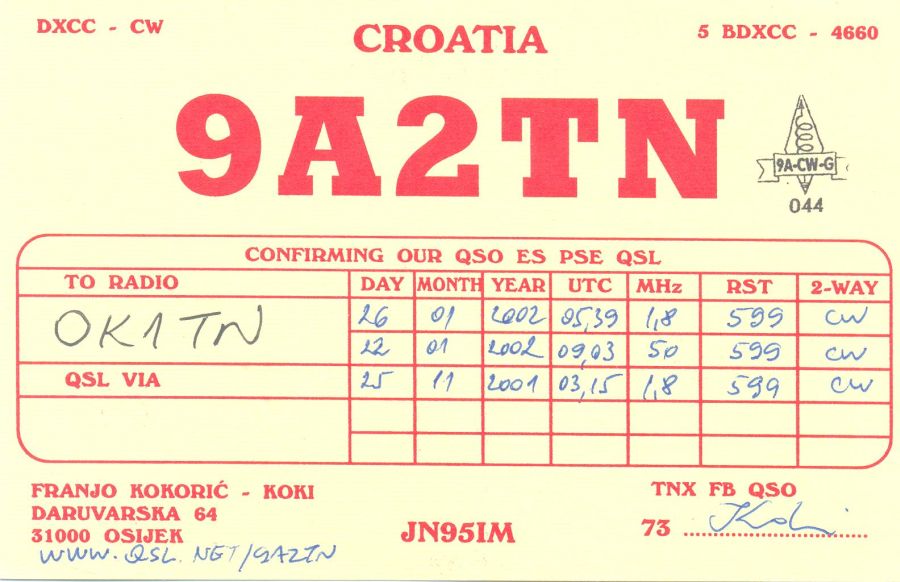 DXCC - CW
CROATIA
5 BDXCC - 4660
9A2TN
9A-CW-G
044
CONFIRMING OUR QSO ES PSE QSL
TO RADIO DAY MONTH YEAR UTC MHz RST 2-WAY
OK1TN 26 01 2002 05,39 1,8 599 CW
22 01 2002 09,03 50 599 CW
QSL VIA 25 11 2001 03,15 1,8 599 CW
FRANJO KOKORIĆ - KOKI
DARUVARSKA 64
31000 OSIJEK
WWW.QSL.NET/9A2TN
JN95IM
TNX FB QSO
73 Koki